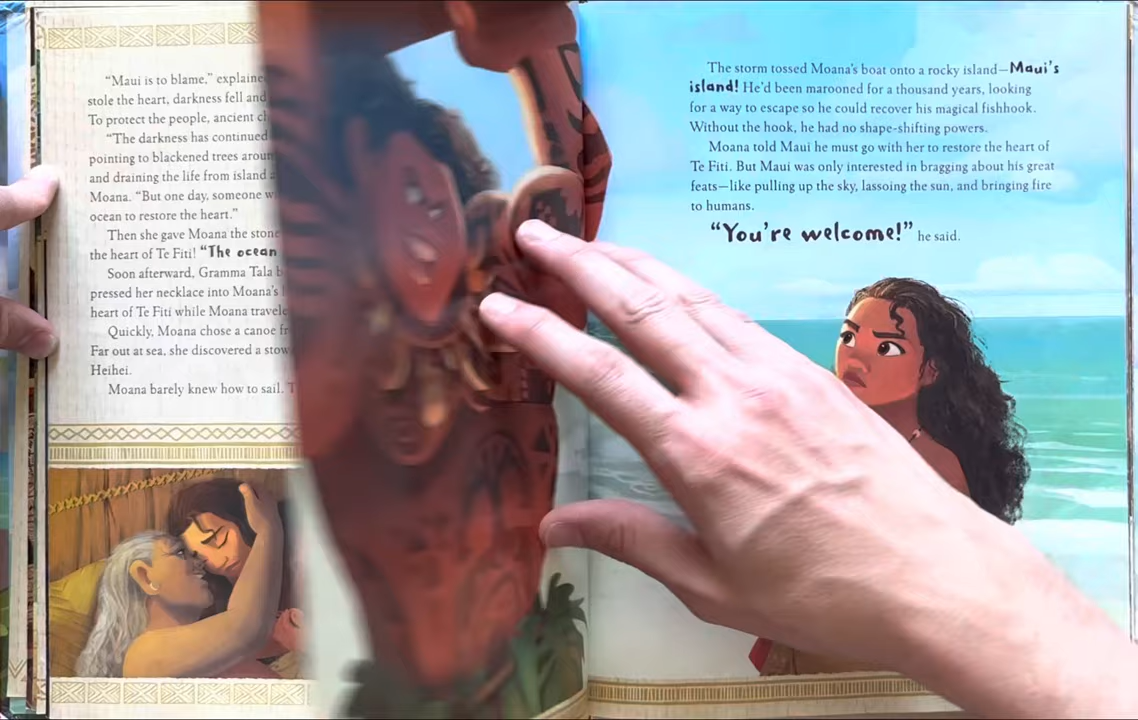 “Maui is to blame,” explained
stole the heart, darkness fell and
To protect the people, ancient
“The darkness has continued
pointing to blackened trees
and draining the life from island
Moana. “But one day, someone
ocean to restore the heart.”
Then she gave Moana the stone
the heart of Te Fiti! “The ocean
Soon afterward, Gramma Tala
pressed her necklace into Moana’s
heart of Te Fiti while Moana
Quickly, Moana chose a canoe
Far out at sea, she discovered a
Heihei.
Moana barely knew how to sail.
The storm tossed Moana’s boat onto a rocky island—Maui’s
island! He’d been marooned for a thousand years, looking
for a way to escape so he could recover his magical fishhook.
Without the hook, he had no shape-shifting powers.
Moana told Maui he must go with her to restore the heart of
Te Fiti. But Maui was only interested in bragging about his great
feats—like pulling up the sky, lassoing the sun, and bringing fire
to humans.
“You’re welcome!” he said.